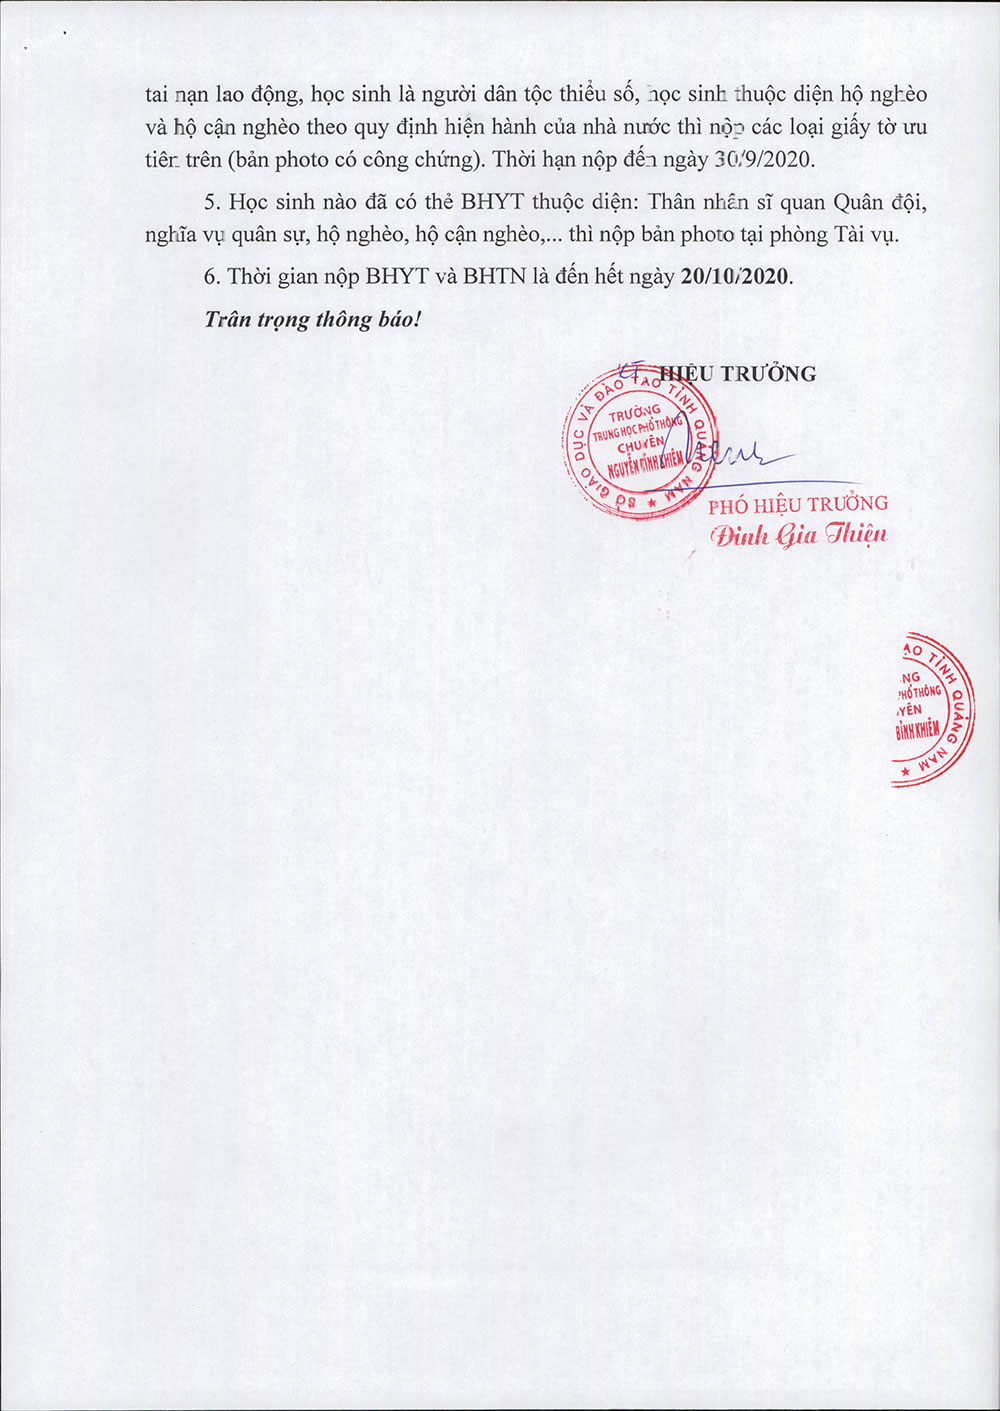 tai nạn lao động, học sinh là người dân tộc thiểu số, học sinh thuộc diện hộ nghèo
và hộ cận nghèo theo quy định hiện hành của nhà nước thì nộp các loại giấy tờ ưu
tiên trên (bản photo có công chứng). Thời hạn nộp đến ngày 30/9/2020.
5. Học sinh nào đã có thẻ BHYT thuộc diện: Thân nhân sĩ quan Quân đội,
nghĩa vụ quân sự, hộ nghèo, hộ cận nghèo,... thì nộp bản photo tại phòng Tài vụ.
6. Thời gian nộp BHYT và BHTN là đến hết ngày 20/10/2020.
Trân trọng thông báo!
KT HIỆU TRƯỞNG
SỞ GIÁO DỤC VÀ ĐÀO TẠO TỈNH QUẢNG NAM
TRƯỜNG
TRUNG HỌC PHỔ THÔNG
CHUYÊN
NGUYỄN BỈNH KHIÊM
PHÓ HIỆU TRƯỞNG
Đinh Gia Thiện
ẠO TỈNH QUẢNG NAM
NG
PHỔ THÔNG
YÊN
BỈNH KHIÊM